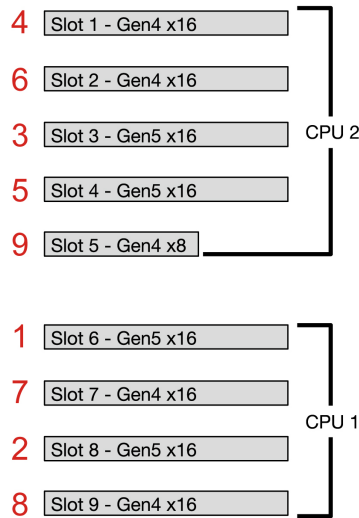 4 Slot 1 - Gen4 x16
6 Slot 2 - Gen4 x16
3 Slot 3 - Gen5 x16
CPU 2
5 Slot 4 - Gen5 x16
9 Slot 5 - Gen4 x8
1 Slot 6 - Gen5 x16
7 Slot 7 - Gen4 x16
CPU 1
2 Slot 8 - Gen5 x16
8 Slot 9 - Gen4 x16